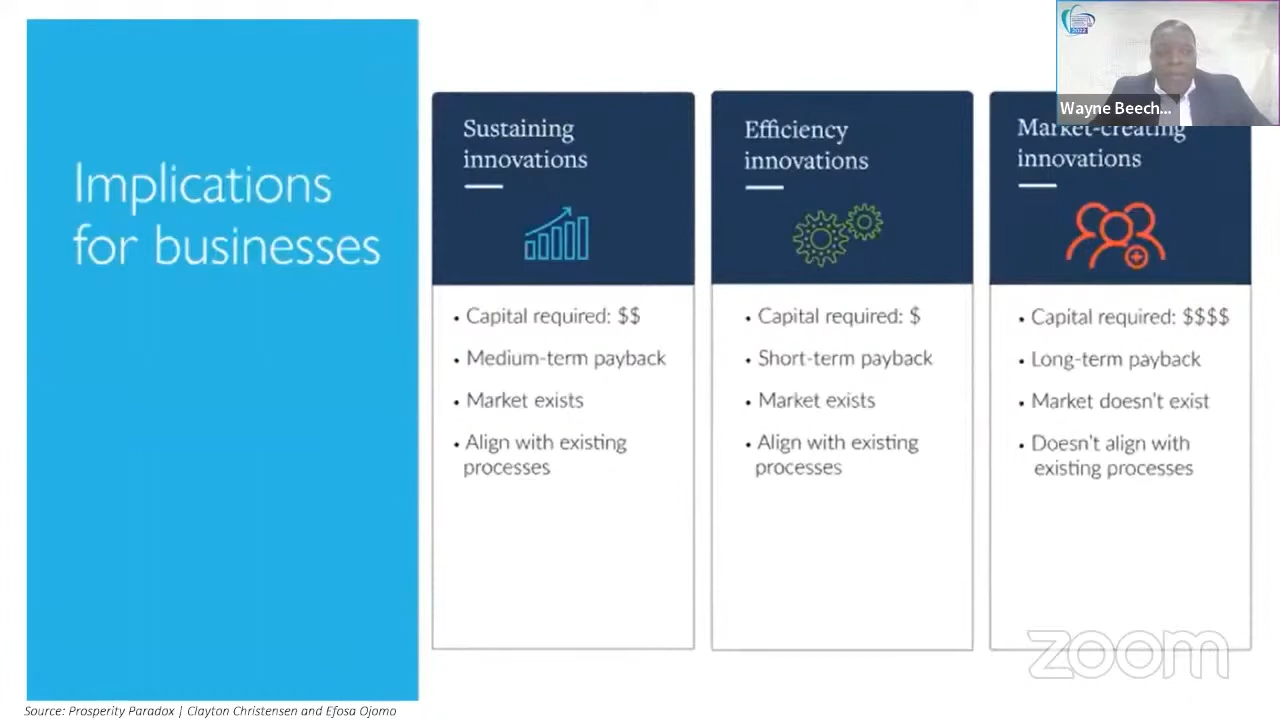 Implications
for businesses
Sustaining
innovations
• Capital required: $$
• Medium-term payback
• Market exists
• Align with existing
processes
Efficiency
innovations
• Capital required: $
• Short-term payback
• Market exists
• Align with existing
processes
Market-creating
innovations
• Capital required: $$$$
• Long-term payback
• Market doesn't exist
• Doesn't align with
existing processes
2022
Wayne Beech...
zoom
Source: Prosperity Paradox | Clayton Christensen and Efosa Ojomo